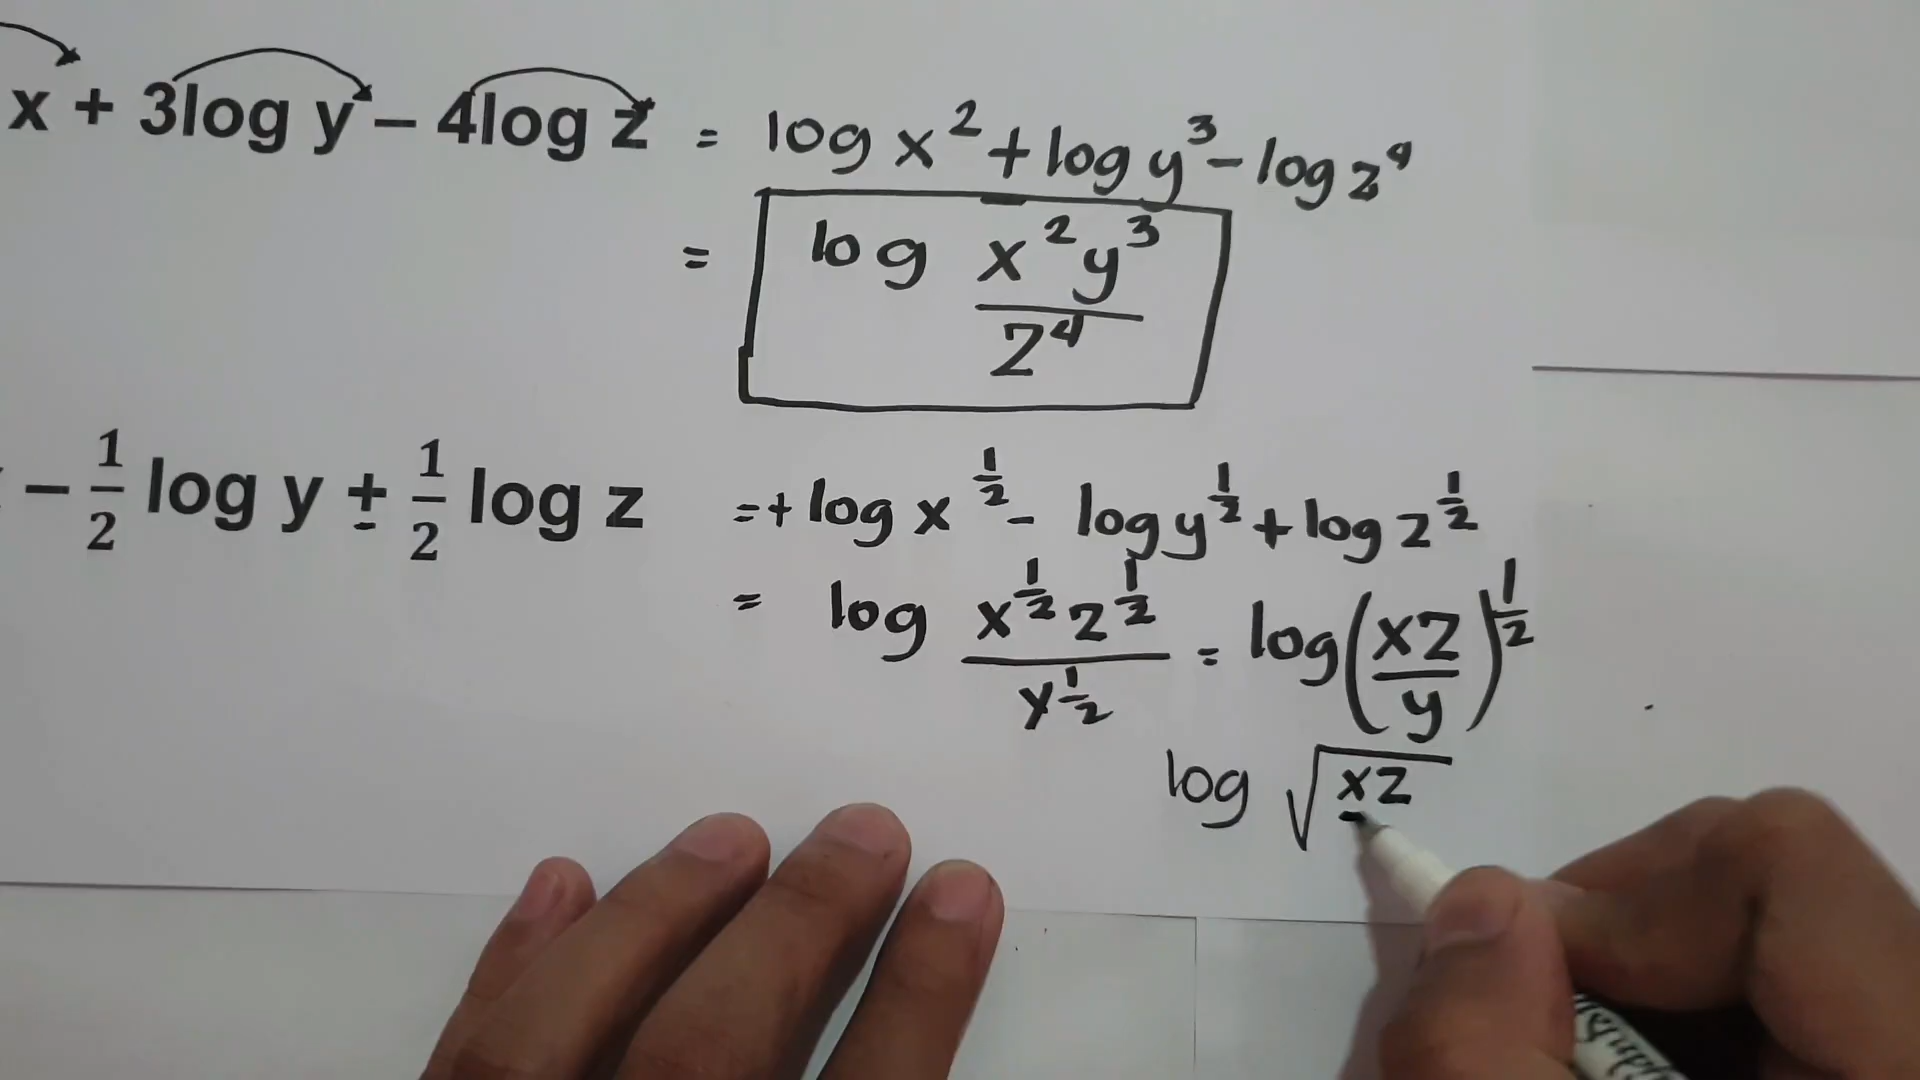 x + 3log y – 4log z = log x² + log y³ – log z⁴
= log x²y³/z⁴
– 1/2 log y ± 1/2 log z = + log x^1/2 – log y^1/2 + log z^1/2
= log x^1/2 z^1/2 / y^1/2 = log (xz/y)^1/2
log √xz